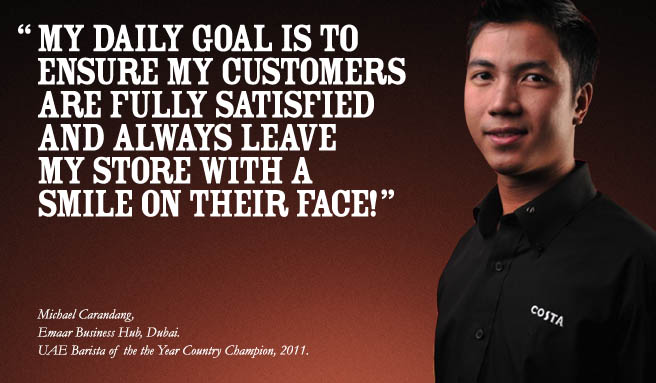 “ MY DAILY GOAL IS TO
ENSURE MY CUSTOMERS
ARE FULLY SATISFIED
AND ALWAYS LEAVE
MY STORE WITH A
SMILE ON THEIR FACE!”
COSTA
Michael Carandang,
Emaar Business Hub, Dubai.
UAE Barista of the the Year Country Champion, 2011.